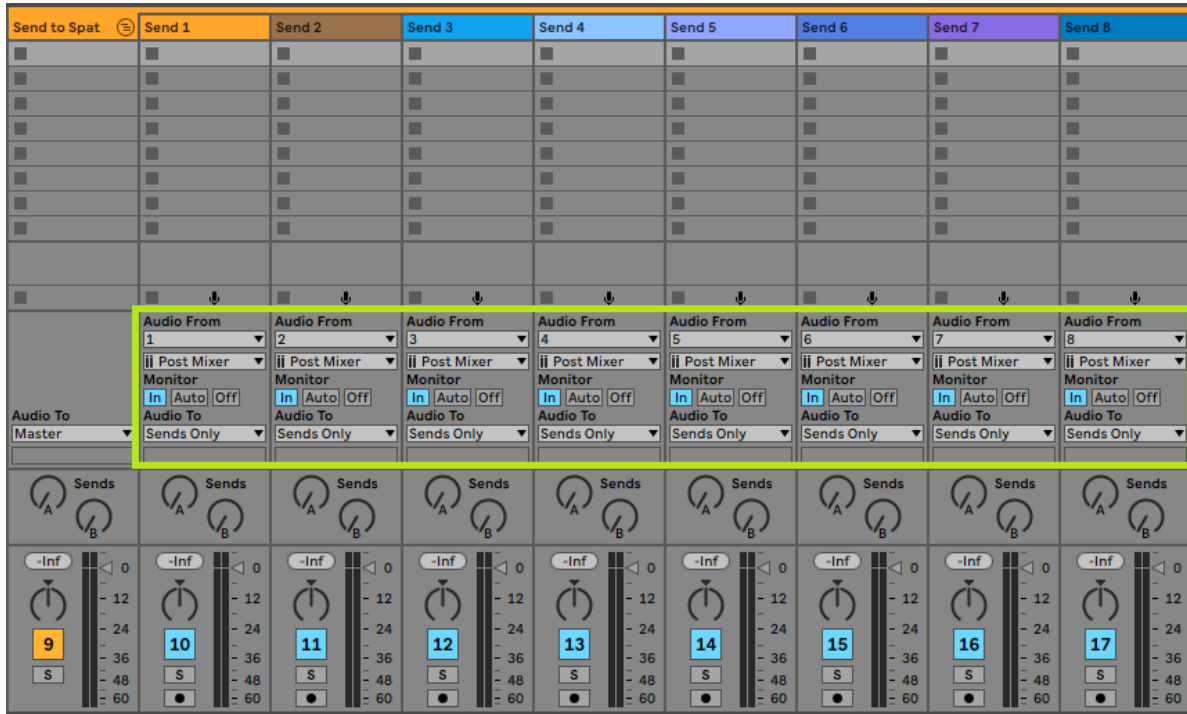 Send to Spat Send 1 Send 2 Send 3 Send 4 Send 5 Send 6 Send 7 Send 8
Audio From Audio From Audio From Audio From Audio From Audio From Audio From Audio From
1 2 3 4 5 6 7 8
Post Mixer Post Mixer Post Mixer Post Mixer Post Mixer Post Mixer Post Mixer Post Mixer
Monitor Monitor Monitor Monitor Monitor Monitor Monitor Monitor
In Auto Off In Auto Off In Auto Off In Auto Off In Auto Off In Auto Off In Auto Off In Auto Off
Audio To Audio To Audio To Audio To Audio To Audio To Audio To Audio To Audio To
Master Sends Only Sends Only Sends Only Sends Only Sends Only Sends Only Sends Only Sends Only
Sends Sends Sends Sends Sends Sends Sends Sends Sends
A A A A A A A A A
B B B B B B B B B
-Inf -Inf -Inf -Inf -Inf -Inf -Inf -Inf -Inf
0 0 0 0 0 0 0 0 0
12 12 12 12 12 12 12 12 12
24 24 24 24 24 24 24 24 24
9 10 11 12 13 14 15 16 17
36 36 36 36 36 36 36 36 36
S S S S S S S S S
48 48 48 48 48 48 48 48 48
60 60 60 60 60 60 60 60 60